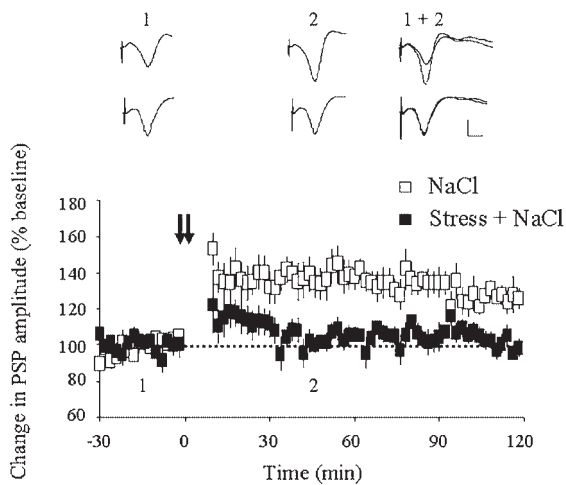 1 2 1 + 2
NaCl
Stress + NaCl
Change in PSP amplitude (% baseline)
180
160
140
120
100
80
60
1 2
-30 0 30 60 90 120
Time (min)